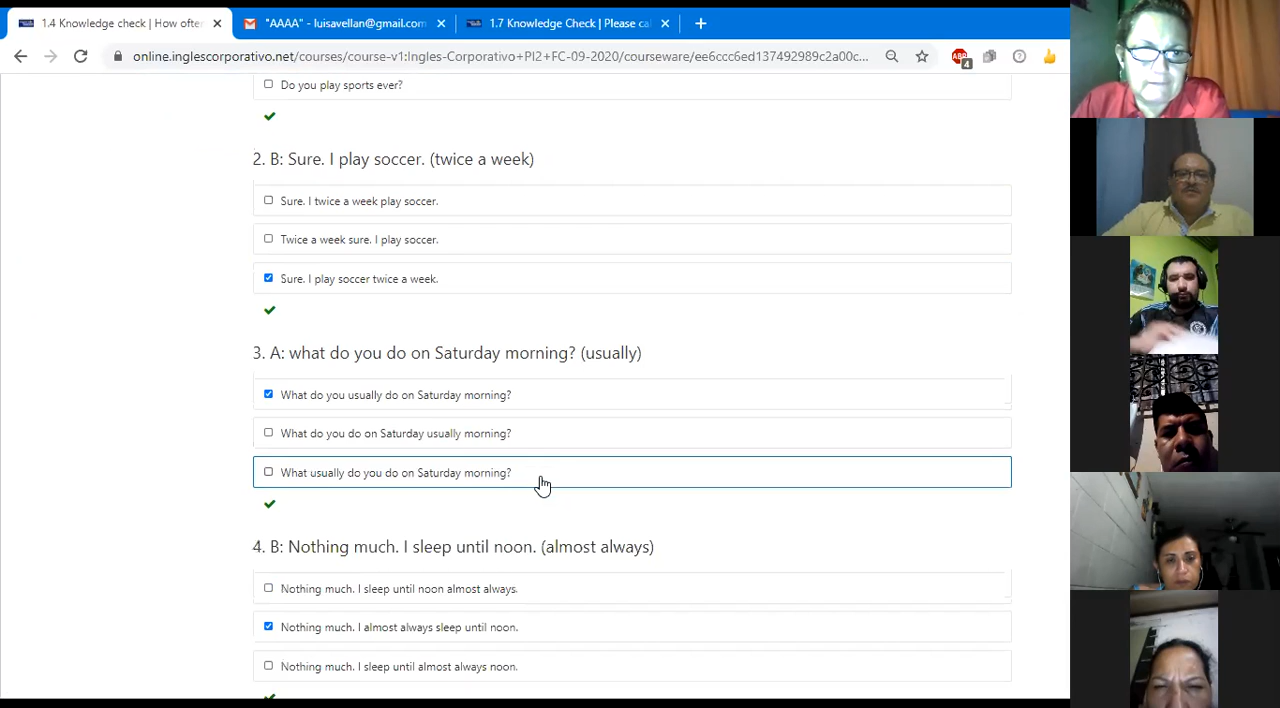 1.4 Knowledge check | How ofte
"AAAA" - luisavellan@gmail.com
1.7 Knowledge Check | Please ca
online.inglescorporativo.net/courses/course-v1:Ingles-Corporativo+PI2+FC-09-2020/courseware/ee6ccc6ed137492989c2a00c...
ABP
4
Do you play sports ever?
2. B: Sure. I play soccer. (twice a week)
Sure. I twice a week play soccer.
Twice a week sure. I play soccer.
Sure. I play soccer twice a week.
3. A: what do you do on Saturday morning? (usually)
What do you usually do on Saturday morning?
What do you do on Saturday usually morning?
What usually do you do on Saturday morning?
4. B: Nothing much. I sleep until noon. (almost always)
Nothing much. I sleep until noon almost always.
Nothing much. I almost always sleep until noon.
Nothing much. I sleep until almost always noon.